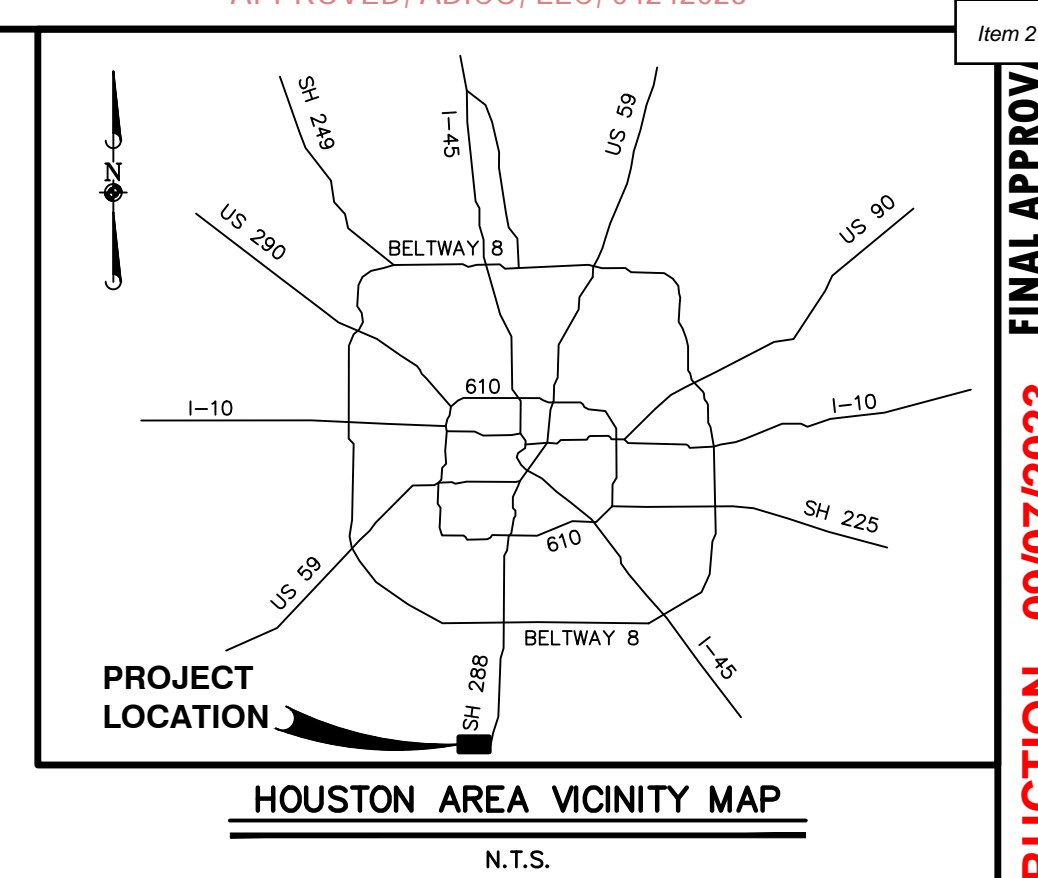 Item 2
SH 249
I-45
US 59
N
US 290
BELTWAY 8
US 90
610
I-10
I-10
SH 225
610
US 59
BELTWAY 8
I-45
SH 288
PROJECT
LOCATION
HOUSTON AREA VICINITY MAP
N.T.S.
FINAL